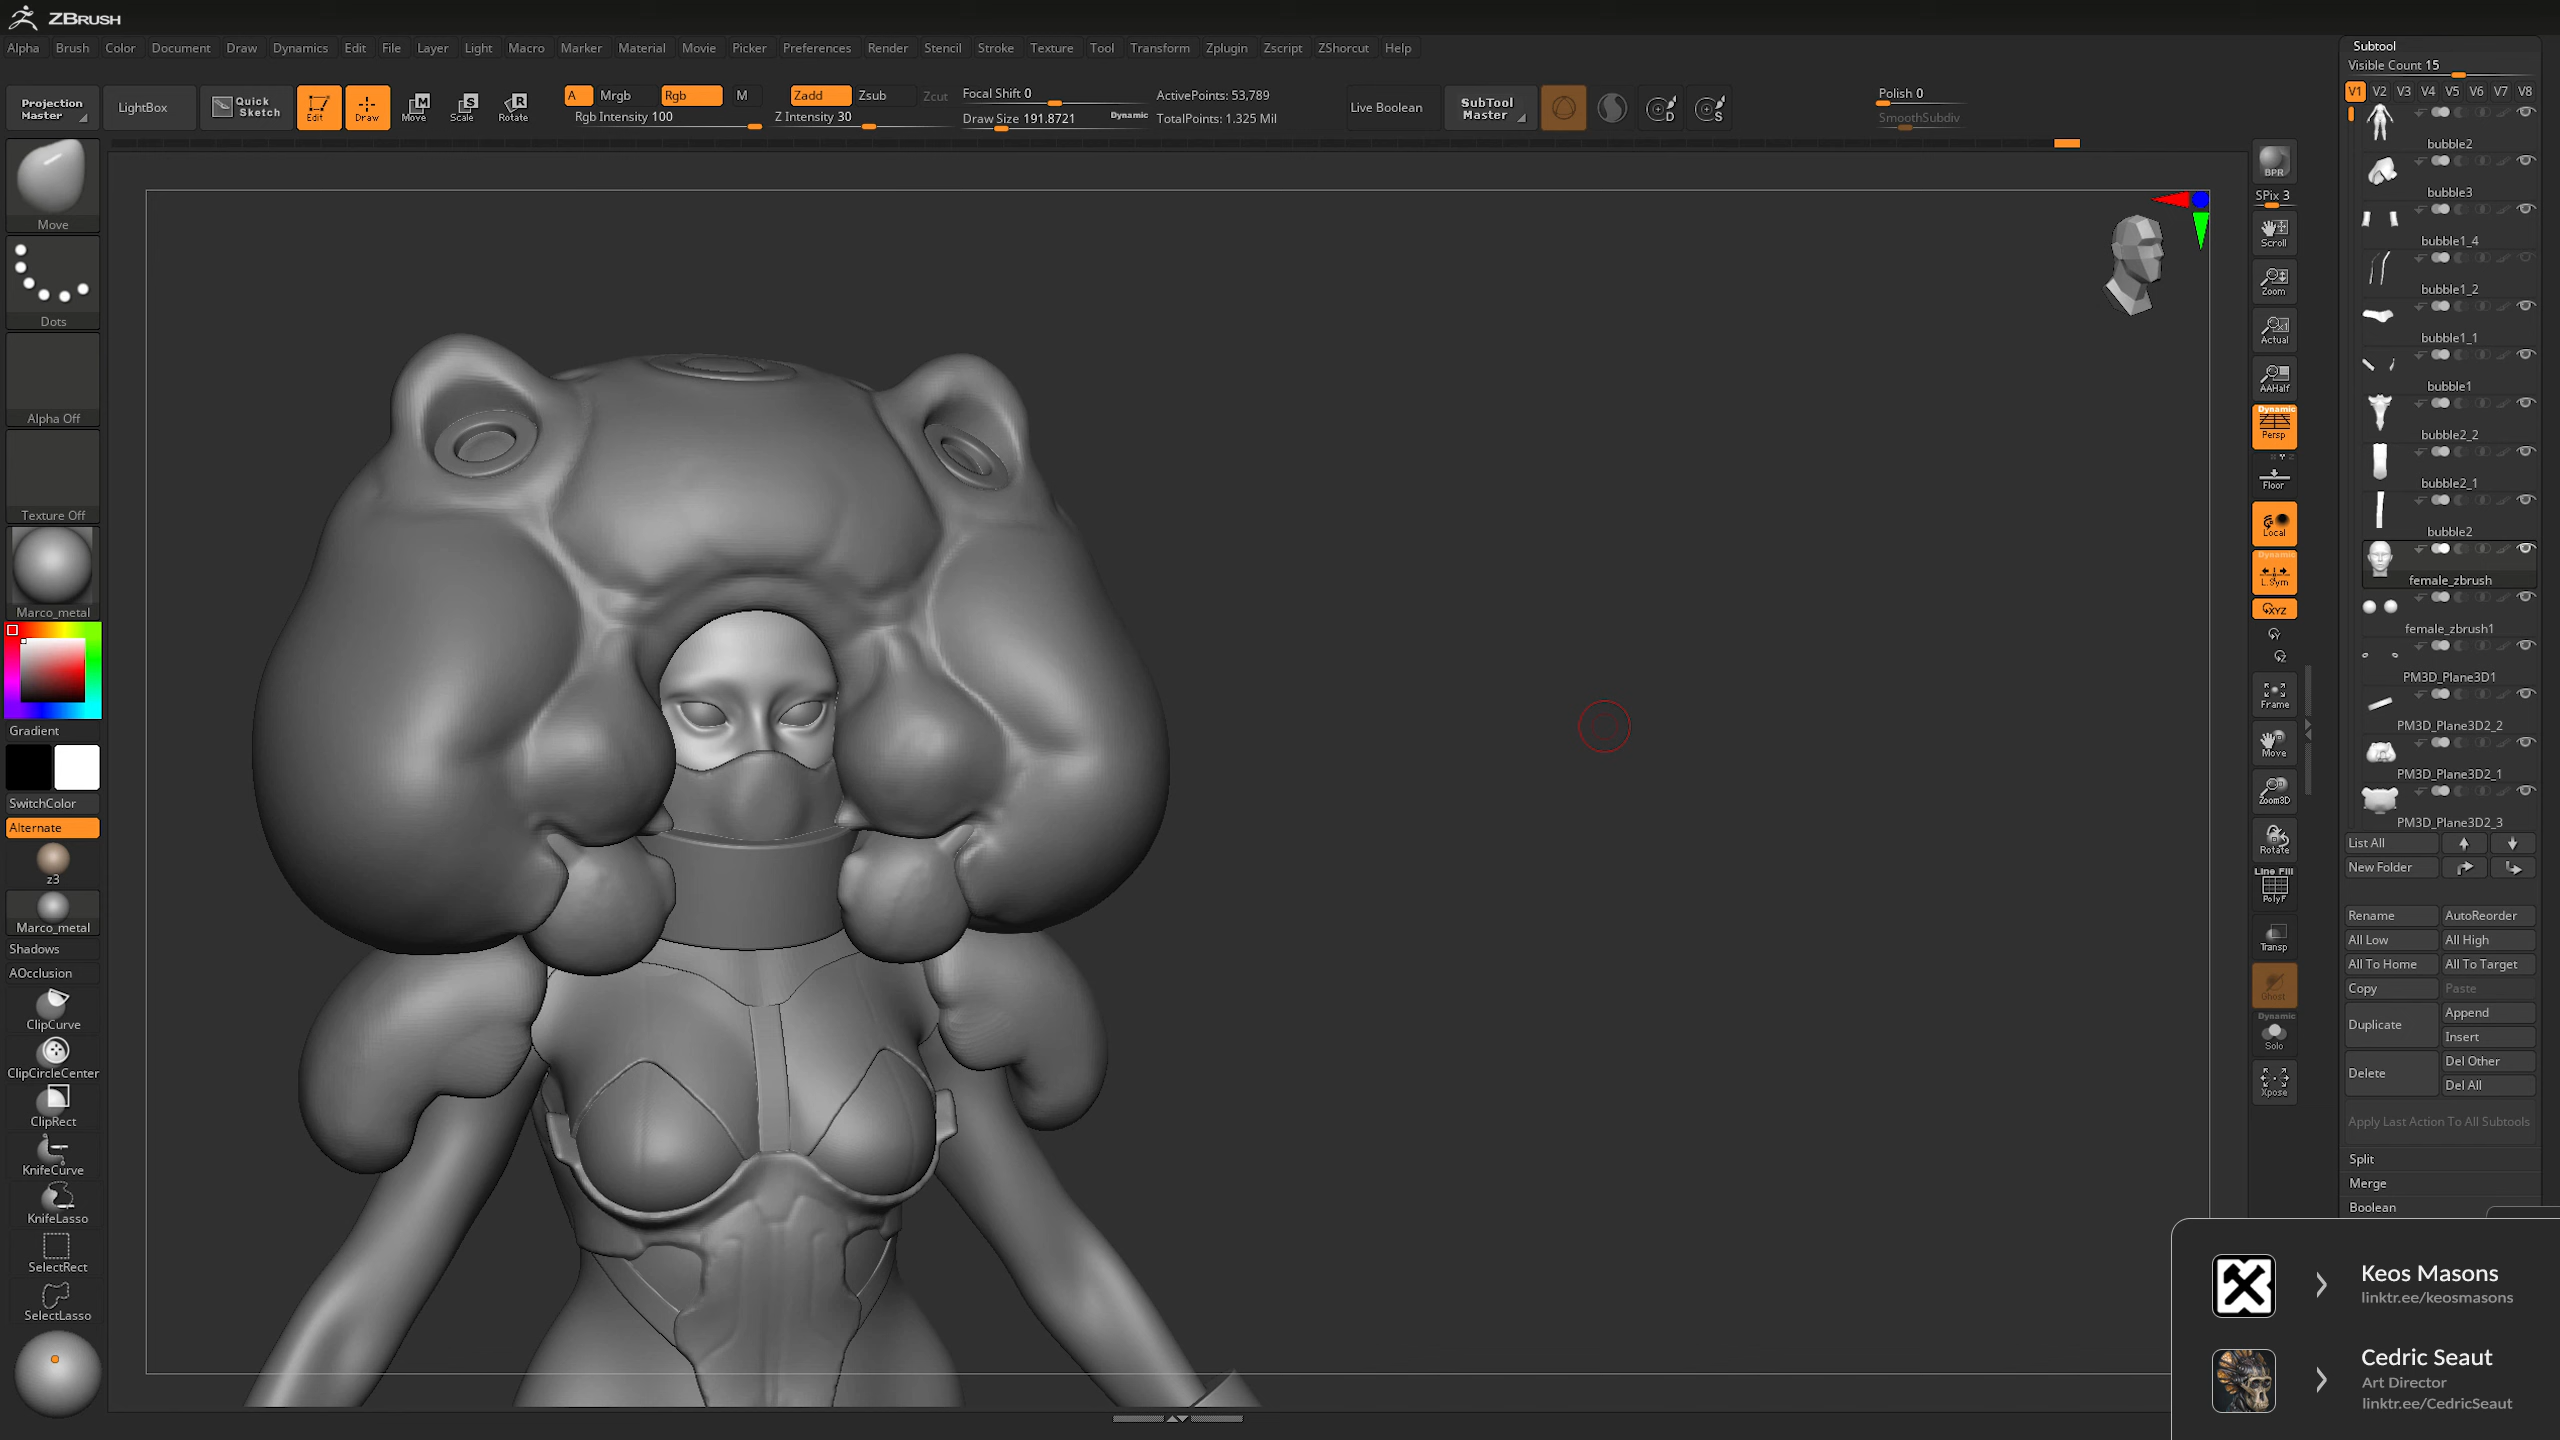 ZBRUSH
Alpha Brush Color Document Draw Dynamics Edit File Layer Light Macro Marker Material Movie Picker Preferences Render Stencil Stroke Texture Tool Transform Zplugin Zscript ZShorcut Help
Projection Master
LightBox
Quick Sketch
Edit
Draw
Move
Scale
Rotate
A Mrgb Rgb M
Rgb Intensity 100
Zadd Zsub Zcut
Z Intensity 30
Focal Shift 0
Draw Size 191.8721
Dynamic
ActivePoints: 53,789
TotalPoints: 1.325 Mil
Live Boolean
SubTool Master
D
S
Polish 0
SmoothSubdiv
Move
Dots
Alpha Off
Texture Off
Marco_metal
Gradient
SwitchColor
Alternate
z3
Marco_metal
Shadows
AOcclusion
ClipCurve
ClipCircleCenter
ClipRect
KnifeCurve
KnifeLasso
SelectRect
SelectLasso
BPR
SPix 3
Scroll
Zoom
Actual
AAHalf
Dynamic
Persp
Floor
Local
Dynamic
L.Sym
XYZ
Y
Z
Frame
Move
Zoom3D
Rotate
Line Fill
PolyF
Transp
Ghost
Dynamic
Solo
Xpose
Subtool
Visible Count 15
V1 V2 V3 V4 V5 V6 V7 V8
bubble2
bubble3
bubble1_4
bubble1_2
bubble1_1
bubble1
bubble2_2
bubble2_1
bubble2
female_zbrush
female_zbrush1
PM3D_Plane3D1
PM3D_Plane3D2_2
PM3D_Plane3D2_1
PM3D_Plane3D2_3
List All
New Folder
Rename AutoReorder
All Low All High
All To Home All To Target
Copy Paste
Duplicate
Append
Insert
Delete
Del Other
Del All
Apply Last Action To All Subtools
Split
Merge
Boolean
Keos Masons
linktr.ee/keosmasons
Cedric Seaut
Art Director
linktr.ee/CedricSeaut